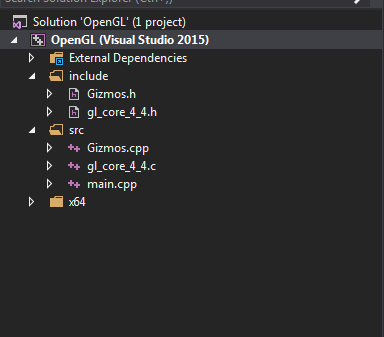 Search Solution Explorer (Ctrl+;)
Solution 'OpenGL' (1 project)
OpenGL (Visual Studio 2015)
External Dependencies
include
Gizmos.h
gl_core_4_4.h
src
Gizmos.cpp
gl_core_4_4.c
main.cpp
x64